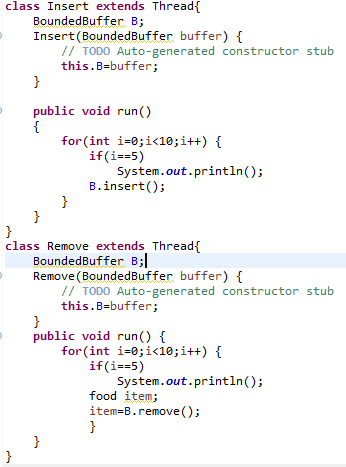 class Insert extends Thread{
    BoundedBuffer B;
    Insert(BoundedBuffer buffer) {
        // TODO Auto-generated constructor stub
        this.B=buffer;
    }

    public void run()
    {
        for(int i=0;i<10;i++) {
            if(i==5)
                System.out.println();
            B.insert();
        }
    }
}
class Remove extends Thread{
    BoundedBuffer B;
    Remove(BoundedBuffer buffer) {
        // TODO Auto-generated constructor stub
        this.B=buffer;
    }
    public void run() {
        for(int i=0;i<10;i++) {
            if(i==5)
                System.out.println();
            food item;
            item=B.remove();
            }
    }
}